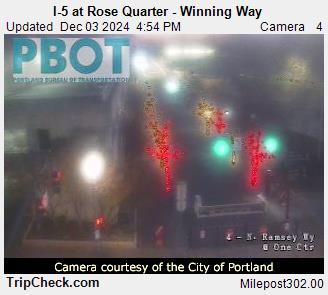 I-5 at Rose Quarter - Winning Way
Updated Dec 03 2024 4:54 PM Camera 4
PBOT
PORTLAND BUREAU OF TRANSPORTATION
4 - N. Ramsey Wy
@ One Ctr
Camera courtesy of the City of Portland
TripCheck.com Milepost302.00